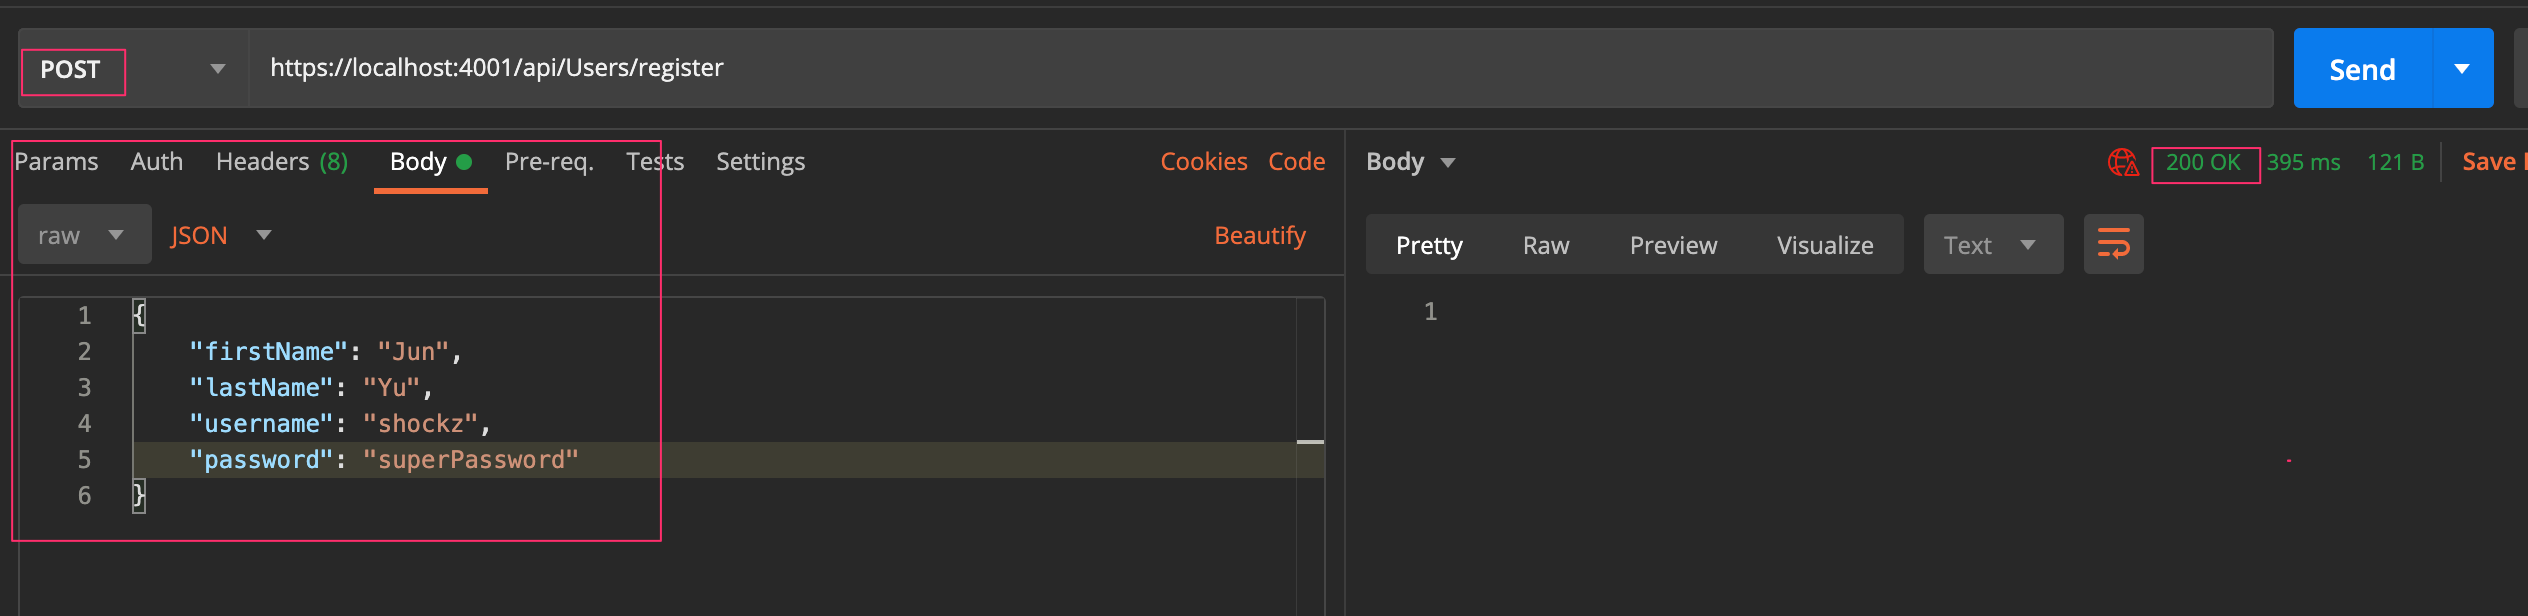 POST https://localhost:4001/api/Users/register Send
Params Auth Headers (8) Body Pre-req. Tests Settings Cookies Code
raw JSON Beautify
1 {
2 "firstName": "Jun",
3 "lastName": "Yu",
4 "username": "shockz",
5 "password": "superPassword"
6 }
Body 200 OK 395 ms 121 B Save
Pretty Raw Preview Visualize Text
1